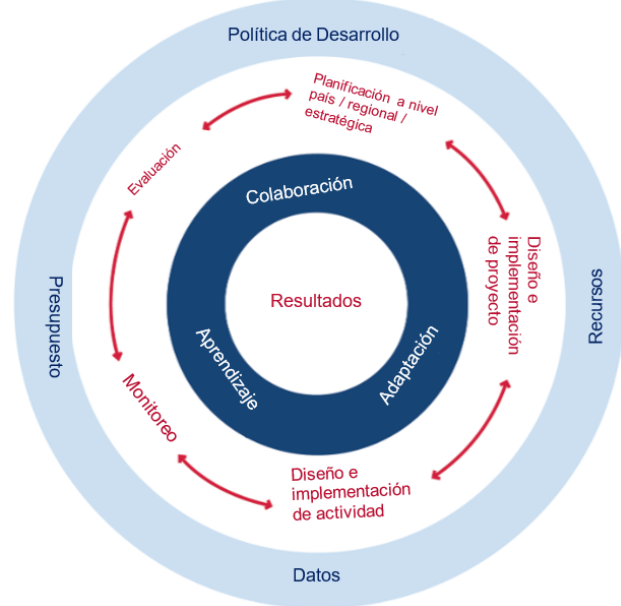 Política de Desarrollo
Planificación a nivel
país / regional /
estratégica
Evaluación
Colaboración
Diseño e
implementación
de proyecto
Presupuesto
Resultados
Recursos
Aprendizaje
Adaptación
Monitoreo
Diseño e
implementación
de actividad
Datos